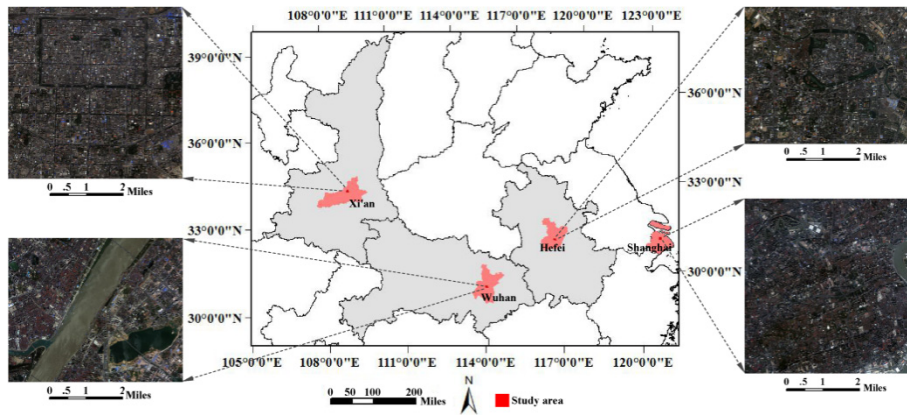 108°0'0"E 111°0'0"E 114°0'0"E 117°0'0"E 120°0'0"E 123°0'0"E
39°0'0"N
36°0'0"N
36°0'0"N
0 .5 1 2
Miles
0 .5 1 2
Miles
33°0'0"N
Xi'an
33°0'0"N
Hefei
Shanghai
30°0'0"N
Wuhan
30°0'0"N
105°0'0"E 108°0'0"E 111°0'0"E 114°0'0"E 117°0'0"E 120°0'0"E
0 .5 1 2
Miles
0 50 100 200
Miles
N
Study area
0 .5 1 2
Miles